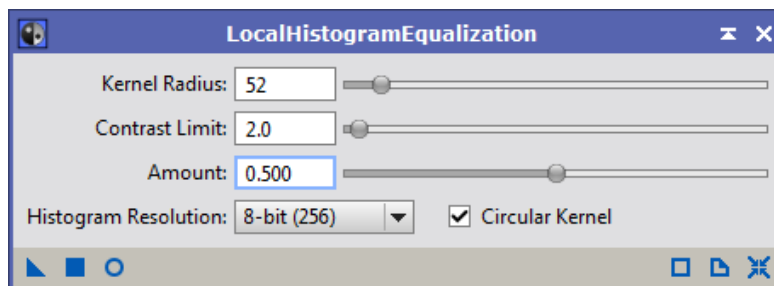 LocalHistogramEqualization
Kernel Radius: 52
Contrast Limit: 2.0
Amount: 0.500
Histogram Resolution: 8-bit (256) Circular Kernel